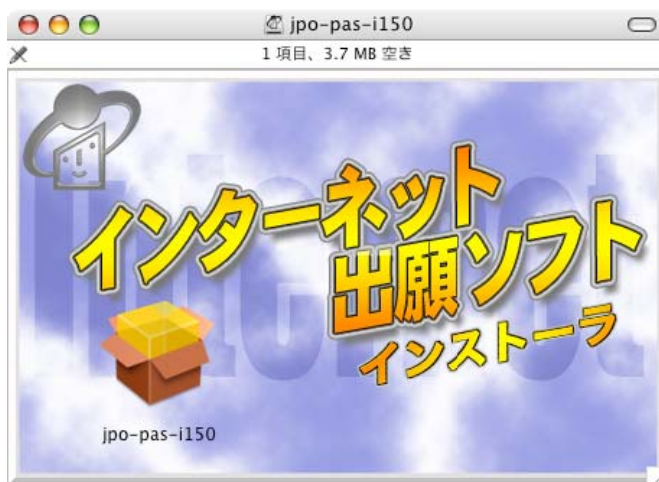 jpo-pas-i150
1 項目、3.7 MB 空き
Internet
インターネット
出願ソフト
インストーラ
jpo-pas-i150